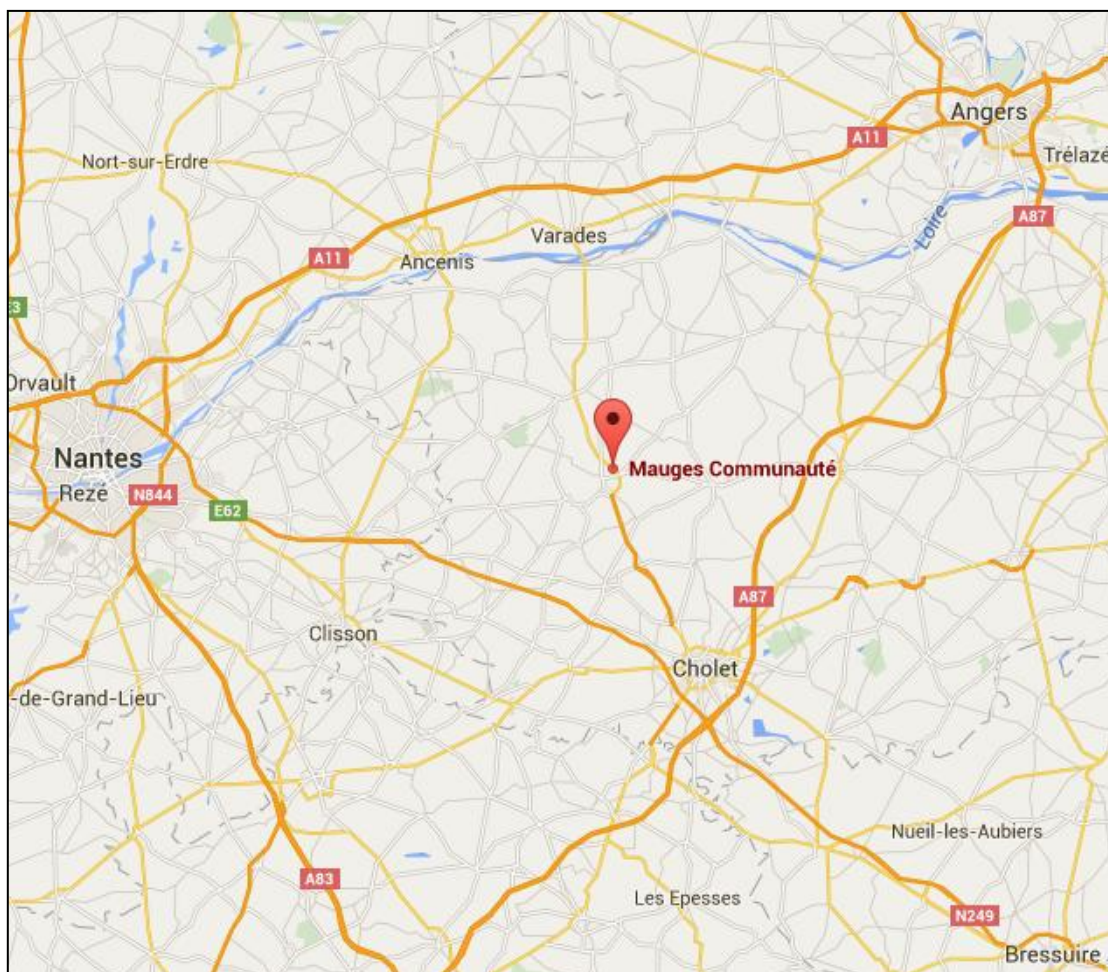 Angers
A11
Nort-sur-Erdre
Trélazé
Loire
A87
Varades
A11
Ancenis
Orvault
Nantes
Mauges Communauté
Rezé
N844
E62
A87
Clisson
Cholet
-de-Grand-Lieu
Nueil-les-Aubiers
A83
Les Epesses
N249
Bressuire